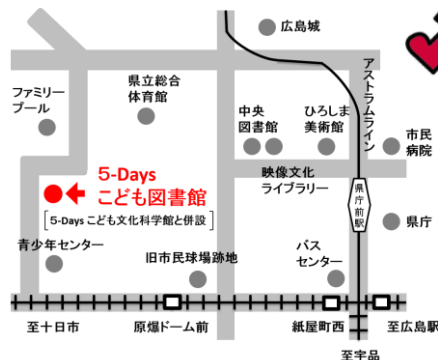 広島城
ファミリー
プール
県立総合
体育館
中央
図書館
ひろしま
美術館
アストラムライン
市民
病院
映像文化
ライブラリー
5-Days
こども図書館
[5-Days こども文化科学館と併設]
県庁前駅
県庁
青少年センター
旧市民球場跡地
バス
センター
至十日市
原爆ドーム前
紙屋町西
至広島駅
至宇品